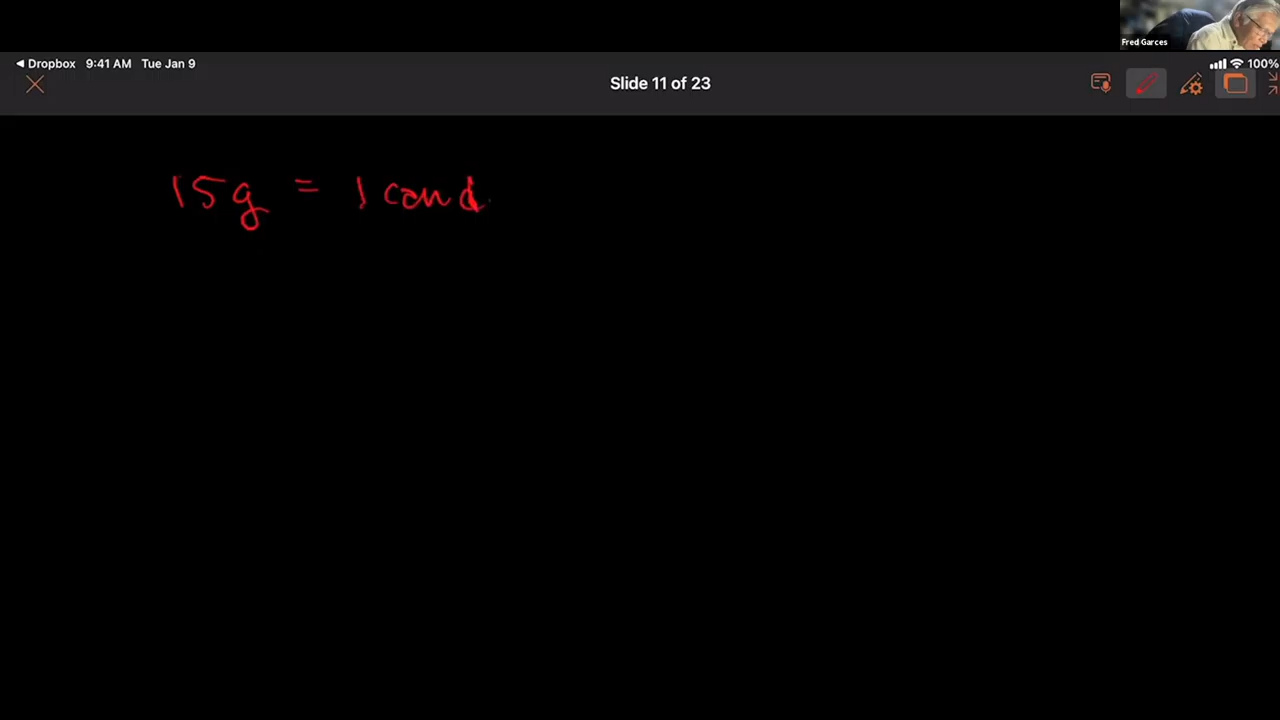 Fred Garces
Dropbox 9:41 AM Tue Jan 9
100%
Slide 11 of 23
15g = 1 cand